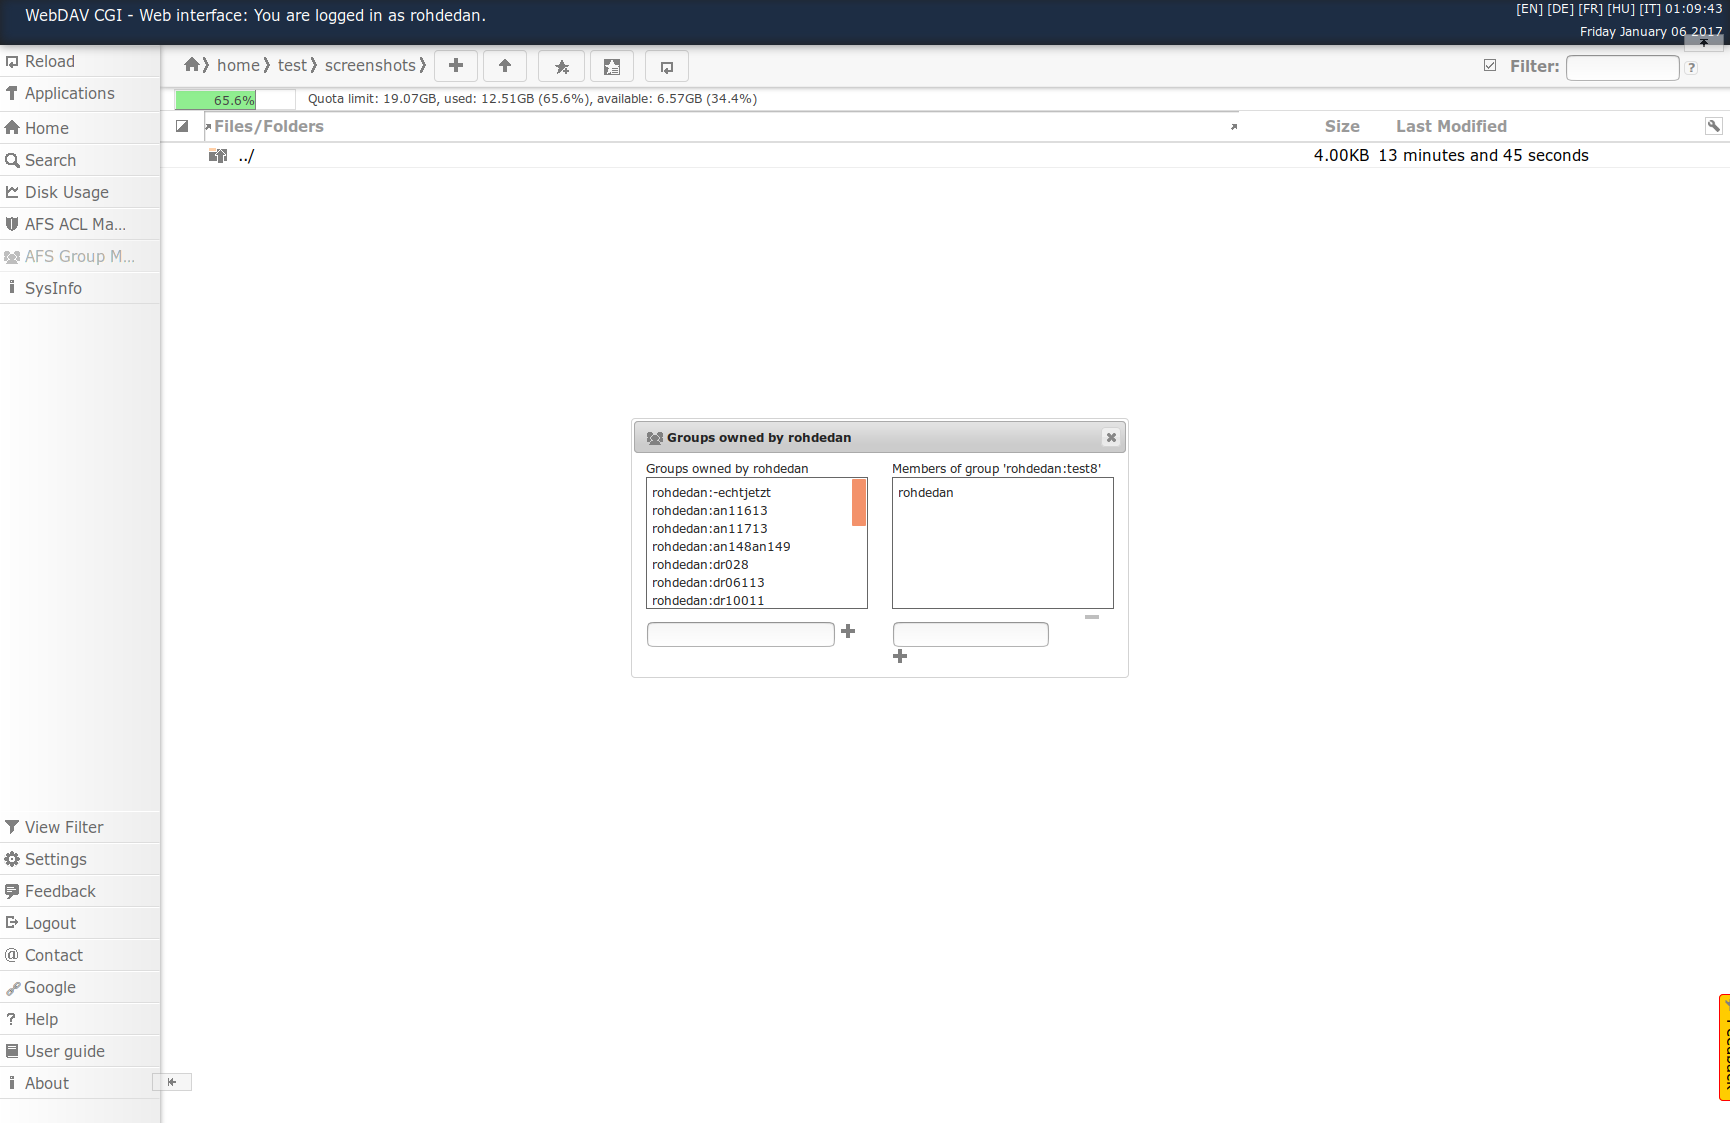 WebDAV CGI - Web interface: You are logged in as rohdedan.
[EN] [DE] [FR] [HU] [IT] 01:09:43
Friday January 06 2017
Reload
Applications
Home
Search
Disk Usage
AFS ACL Ma...
AFS Group M...
SysInfo
home
test
screenshots
Filter:
?
65.6%
Quota limit: 19.07GB, used: 12.51GB (65.6%), available: 6.57GB (34.4%)
Files/Folders
Size
Last Modified
../
4.00KB
13 minutes and 45 seconds
Groups owned by rohdedan
Groups owned by rohdedan
rohdedan:-echtjetzt
rohdedan:an11613
rohdedan:an11713
rohdedan:an148an149
rohdedan:dr028
rohdedan:dr06113
rohdedan:dr10011
Members of group 'rohdedan:test8'
rohdedan
View Filter
Settings
Feedback
Logout
Contact
Google
Help
User guide
About
Feedback